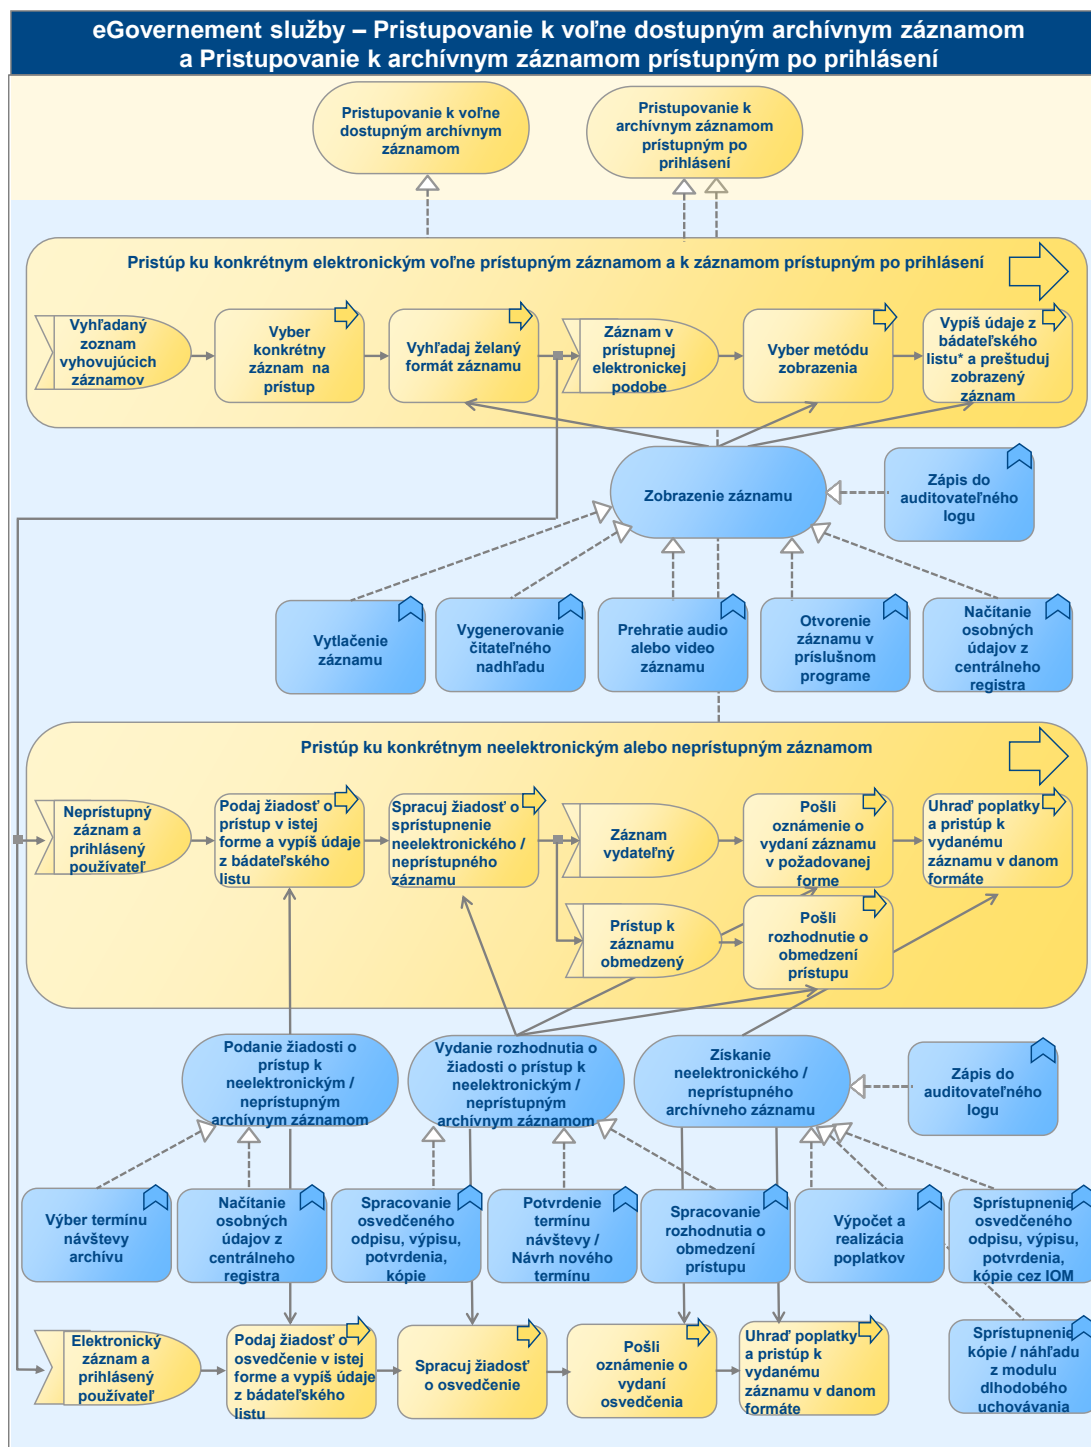 eGovernement služby – Pristupovanie k voľne dostupným archívnym záznamom
a Pristupovanie k archívnym záznamom prístupným po prihlásení
Pristupovanie k voľne
dostupným archívnym
záznamom
Pristupovanie k
archívnym záznamom
prístupným po
prihlásení
Pristúp ku konkrétnym elektronickým voľne prístupným záznamom a k záznamom prístupným po prihlásení
Vyhľadaný
zoznam
vyhovujúcich
záznamov
Vyber
konkrétny
záznam na
prístup
Vyhľadaj želaný
formát záznamu
Záznam v
prístupnej
elektronickej
podobe
Vyber metódu
zobrazenia
Vypíš údaje z
bádateľského
listu* a preštuduj
zobrazený
záznam
Zobrazenie záznamu
Zápis do
auditovateľného
logu
Vytlačenie
záznamu
Vygenerovanie
čitateľného
nadhľadu
Prehratie audio
alebo video
záznamu
Otvorenie
záznamu v
príslušnom
programe
Načítanie
osobných
údajov z
centrálneho
registra
Pristúp ku konkrétnym neelektronickým alebo neprístupným záznamom
Neprístupný
záznam a
prihlásený
používateľ
Podaj žiadosť o
prístup v istej
forme a vypíš údaje
z bádateľského
listu
Spracuj žiadosť o
sprístupnenie
neelektronického /
neprístupného
záznamu
Záznam
vydateľný
Pošli
oznámenie o
vydaní záznamu
v požadovanej
forme
Uhraď poplatky
a pristúp k
vydanému
záznamu v danom
formáte
Prístup k
záznamu
obmedzený
Pošli
rozhodnutie o
obmedzení
prístupu
Podanie žiadosti o
prístup k
neelektronickým /
neprístupným
archívnym záznamom
Vydanie rozhodnutia o
žiadosti o prístup k
neelektronickým /
neprístupným
archívnym záznamom
Získanie
neelektronického /
neprístupného
archívneho záznamu
Zápis do
auditovateľného
logu
Výber termínu
návštevy
archívu
Načítanie
osobných
údajov z
centrálneho
registra
Spracovanie
osvedčeného
odpisu, výpisu,
potvrdenia,
kópie
Potvrdenie
termínu
návštevy /
Návrh nového
termínu
Spracovanie
rozhodnutia o
obmedzení
prístupu
Výpočet a
realizácia
poplatkov
Sprístupnenie
osvedčeného
odpisu, výpisu,
potvrdenia,
kópie cez IOM
Elektronický
záznam a
prihlásený
používateľ
Podaj žiadosť o
osvedčenie v istej
forme a vypíš údaje
z bádateľského
listu
Spracuj žiadosť
o osvedčenie
Pošli
oznámenie o
vydaní
osvedčenia
Uhraď poplatky
a pristup k
vydanému
záznamu v danom
formáte
Sprístupnenie
kópie / náhľadu
z modulu
dlhodobého
uchovávania